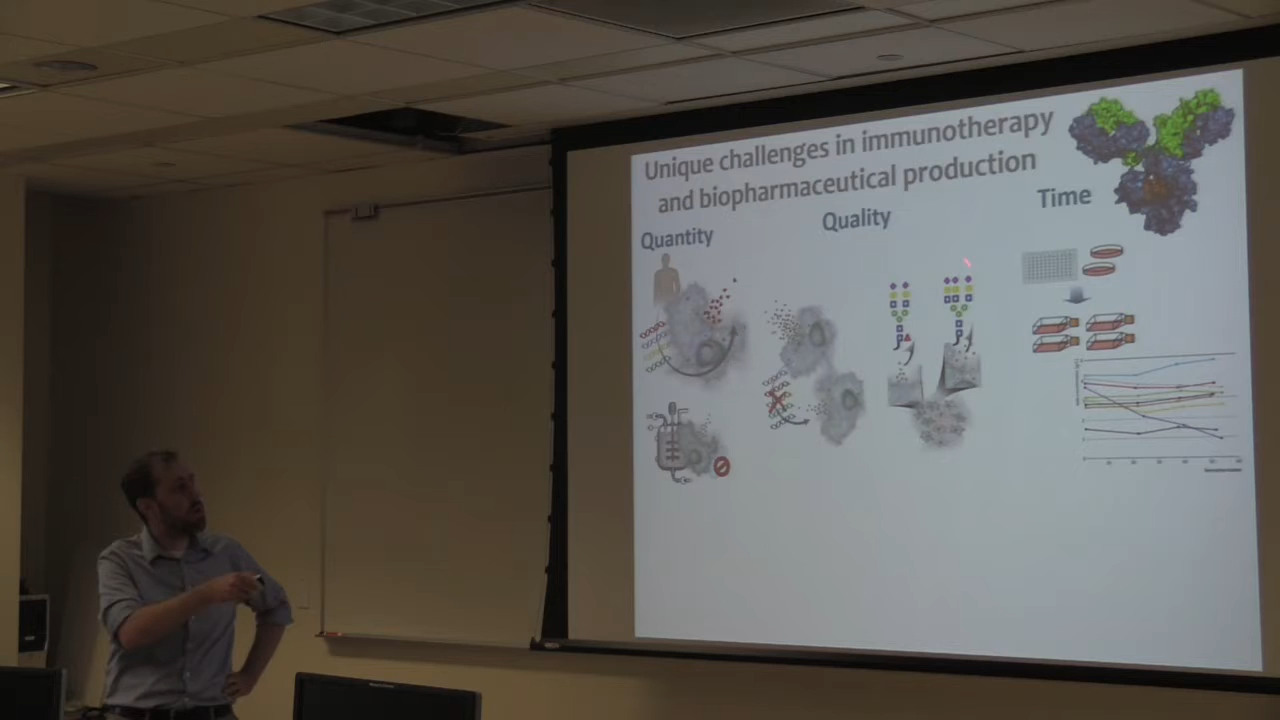 Unique challenges in immunotherapy
and biopharmaceutical production
Quantity
Quality
Time